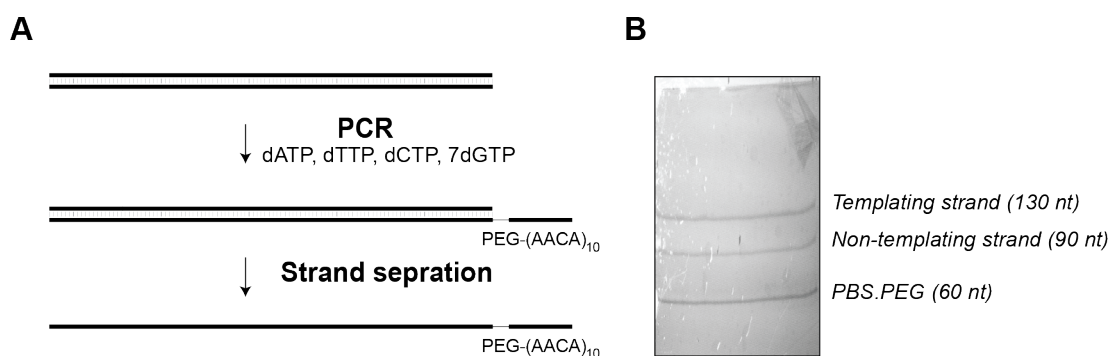 A
B
PCR
dATP, dTTP, dCTP, 7dGTP
PEG-(AACA)10
Strand sepration
PEG-(AACA)10
Templating strand (130 nt)
Non-templating strand (90 nt)
PBS.PEG (60 nt)